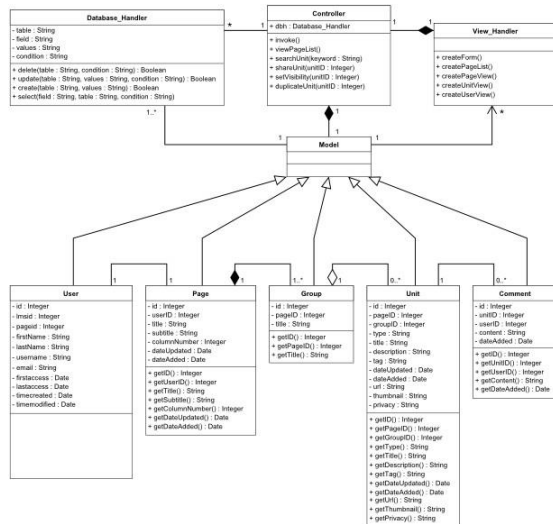 Database_Handler
- table : String
- field : String
- values : String
- condition : String
+ delete(table : String, condition : String) : Boolean
+ update(table : String, values : String, condition : String) : Boolean
+ create(table : String, values : String) : Boolean
+ select(field : String, table : String, condition : String)
*
1
Controller
+ dbh : Database_Handler
+ invoke()
+ viewPageList()
+ searchUnit(keyword : String)
+ shareUnit(unitID : Integer)
+ setVisibility(unitID : Integer)
+ duplicateUnit(unitID : Integer)
1
1
View_Handler
+ createForm()
+ createPageList()
+ createPageView()
+ createUnitView()
+ createUserView()
1..*
1
1
1
1
*
Model
User
- id : Integer
- lmsid : Integer
- pageid : Integer
- firstName : String
- lastName : String
- username : String
- email : String
- firstaccess : Date
- lastaccess : Date
- timecreated : Date
- timemodified : Date
1
1
Page
- id : Integer
- userID : Integer
- title : String
- subtitle : String
- columnNumber : Integer
- dateUpdated : Date
- dateAdded : Date
+ getID() : Integer
+ getUserID() : Integer
+ getTitle() : String
+ getSubtitle() : String
+ getColumnNumber() : Integer
+ getDateUpdated() : Date
+ getDateAdded() : Date
1
1..*
Group
- id : Integer
- pageID : Integer
- title : String
+ getID() : Integer
+ getPageID() : Integer
+ getTitle() : String
1
0..*
Unit
- id : Integer
- pageID : Integer
- groupID : Integer
- type : String
- title : String
- description : String
- tag : String
- dateUpdated : Date
- dateAdded : Date
- url : String
- thumbnail : String
- privacy : String
+ getID() : Integer
+ getPageID() : Integer
+ getGroupID() : Integer
+ getType() : String
+ getTitle() : String
+ getDescription() : String
+ getTag() : String
+ getDateUpdated() : Date
+ getDateAdded() : Date
+ getUrl() : String
+ getThumbnail() : String
+ getPrivacy() : String
1
0..*
Comment
- id : Integer
- unitID : Integer
- userID : Integer
- content : String
- dateAdded : Date
+ getID() : Integer
+ getUnitID() : Integer
+ getUserID() : Integer
+ getContent() : String
+ getDateAdded() : Date